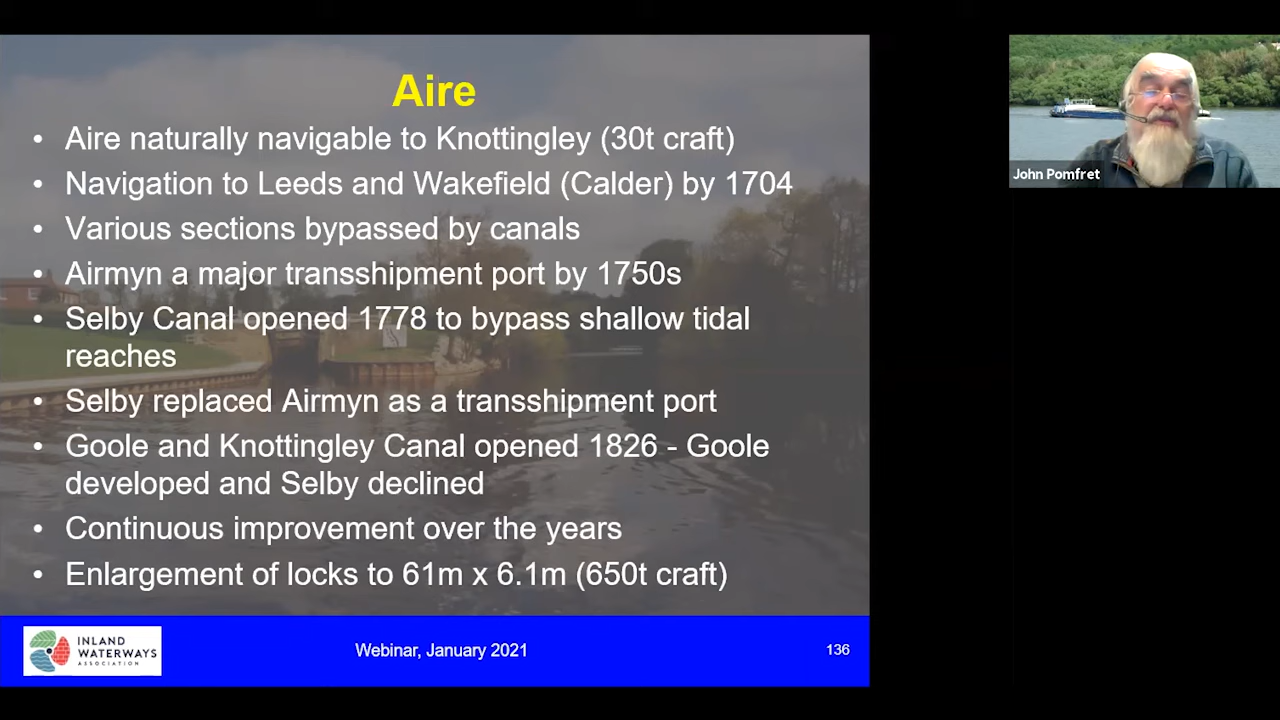 Aire
• Aire naturally navigable to Knottingley (30t craft)
• Navigation to Leeds and Wakefield (Calder) by 1704
• Various sections bypassed by canals
• Airmyn a major transshipment port by 1750s
• Selby Canal opened 1778 to bypass shallow tidal
reaches
• Selby replaced Airmyn as a transshipment port
• Goole and Knottingley Canal opened 1826 - Goole
developed and Selby declined
• Continuous improvement over the years
• Enlargement of locks to 61m x 6.1m (650t craft)
INLAND
WATERWAYS
ASSOCIATION
Webinar, January 2021
136
John Pomfret